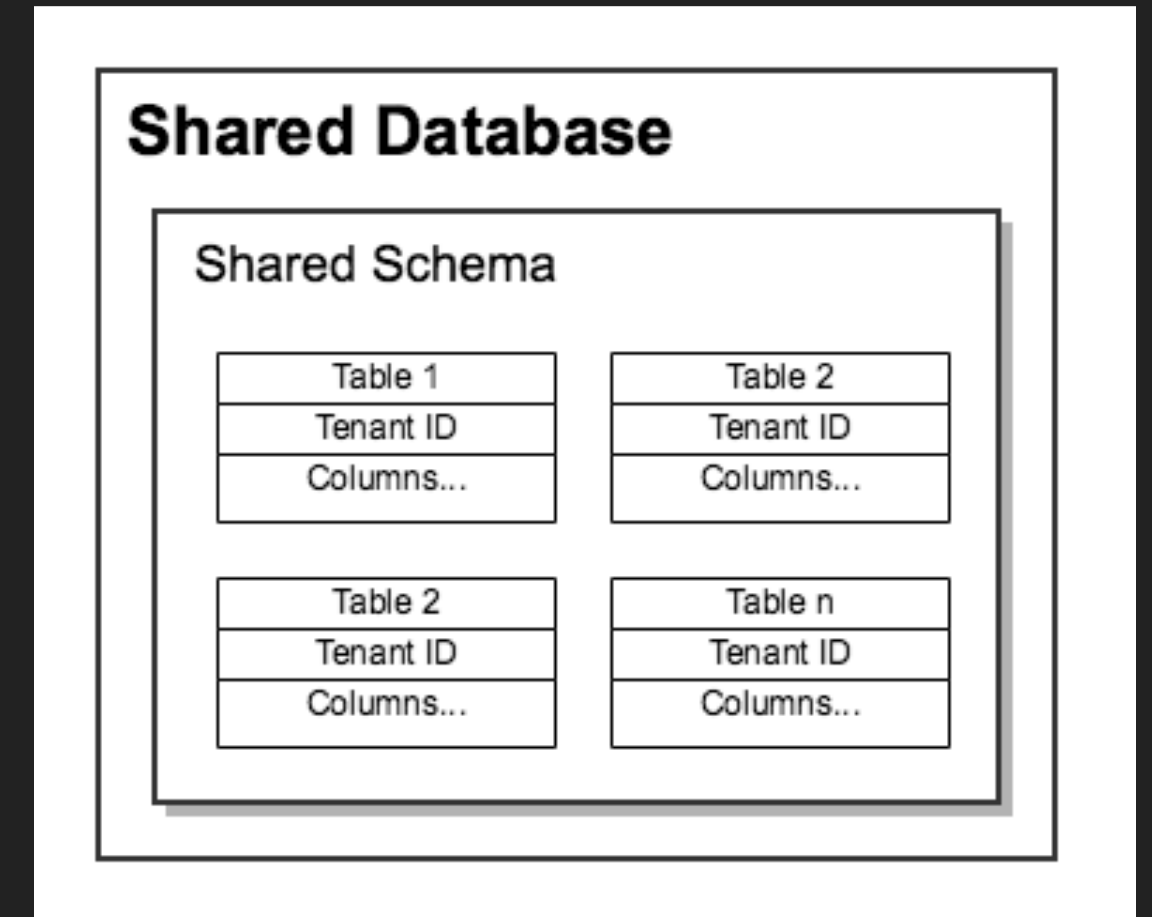 Shared Database
Shared Schema
Table 1
Tenant ID
Columns...
Table 2
Tenant ID
Columns...
Table 2
Tenant ID
Columns...
Table n
Tenant ID
Columns...